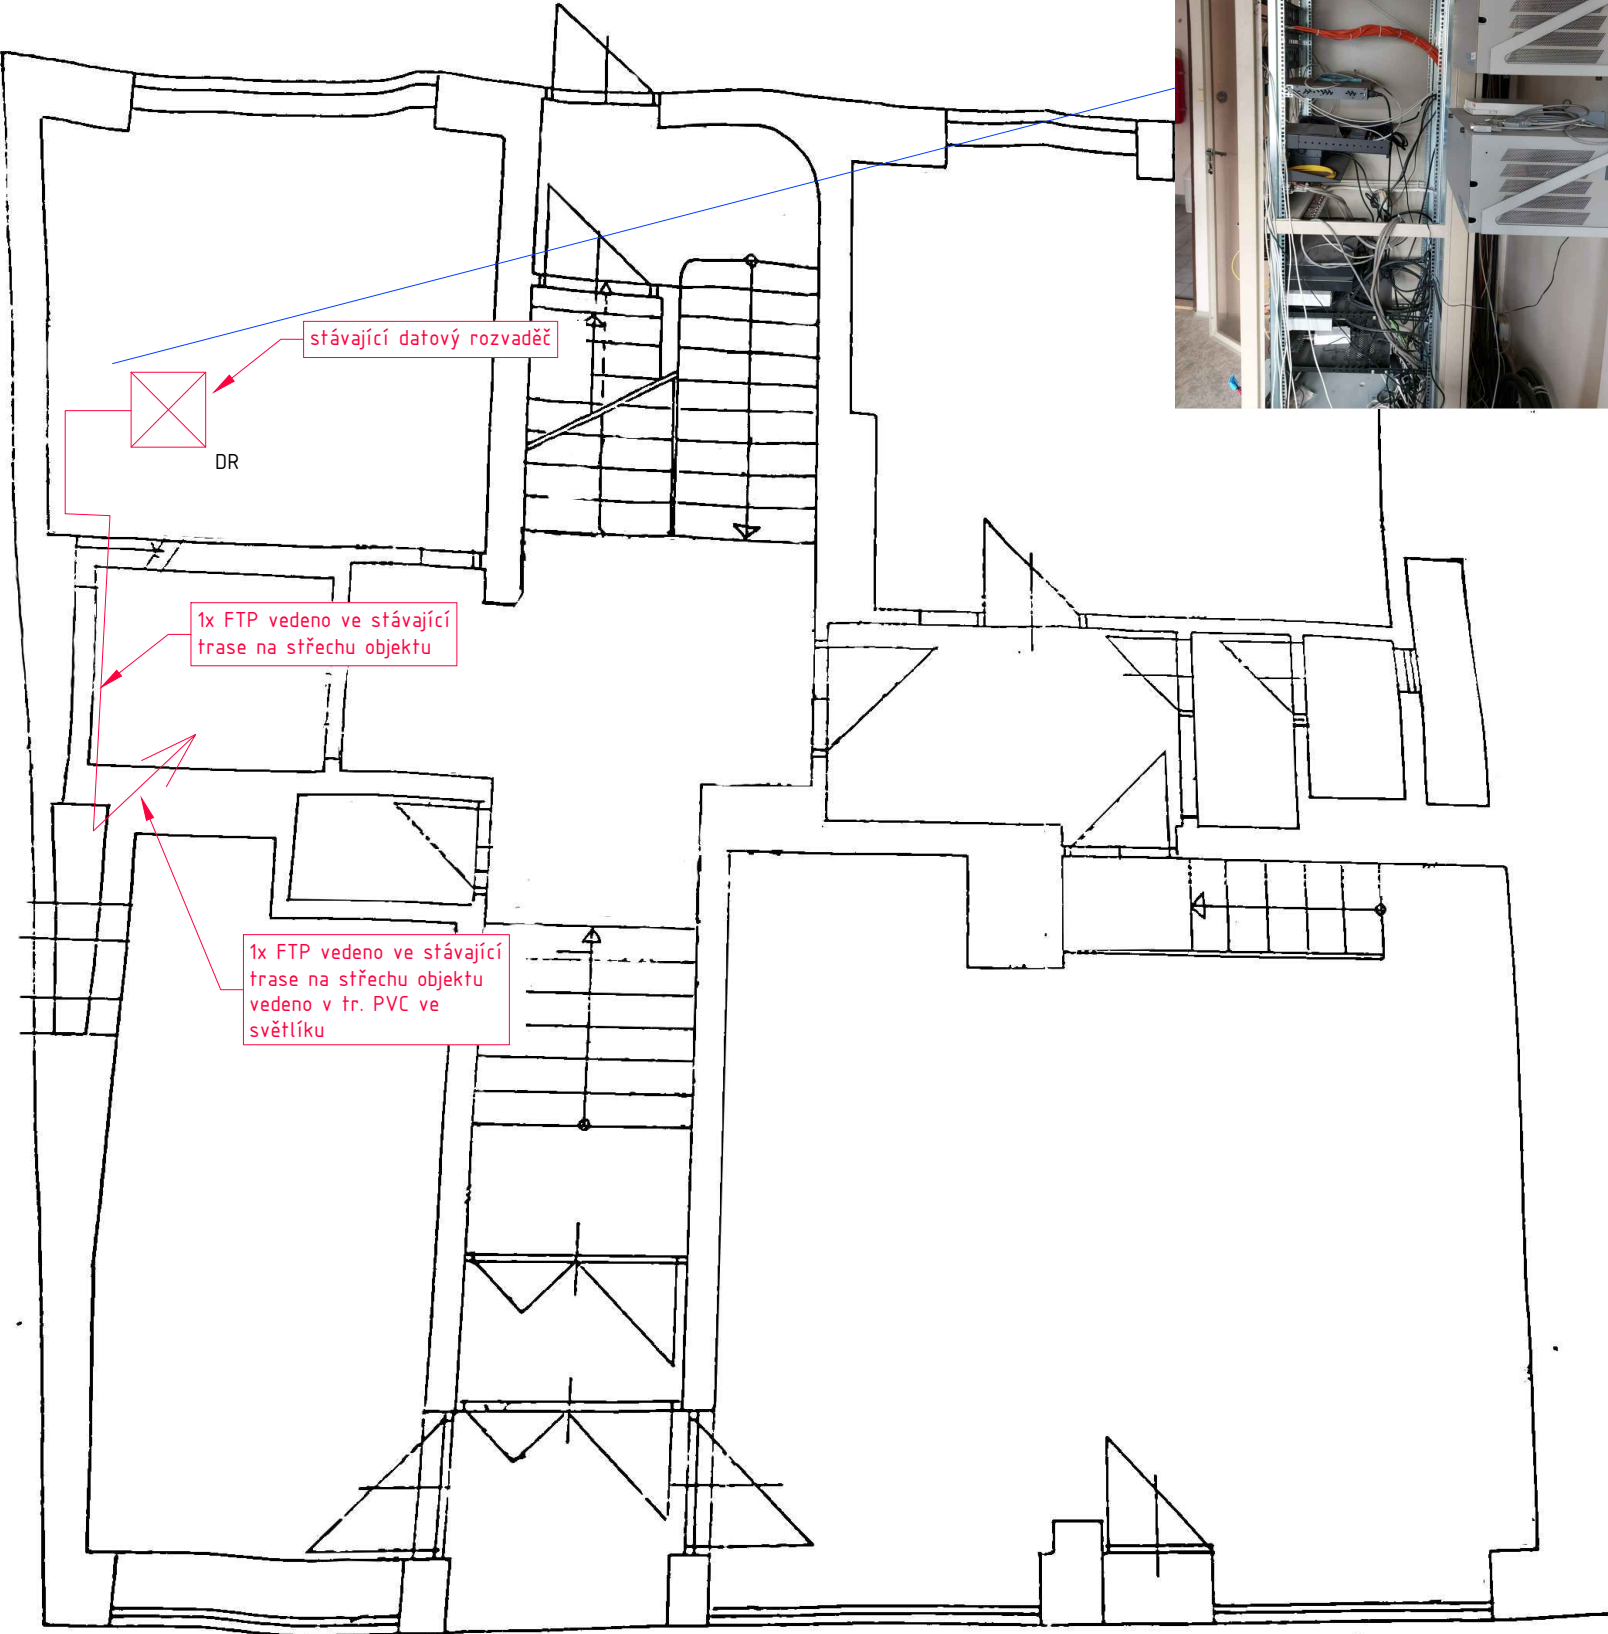 stávající datový rozvaděč
DR
1x FTP vedeno ve stávající
trase na střechu objektu
1x FTP vedeno ve stávající
trase na střechu objektu
vedeno v tr. PVC ve
světlíku